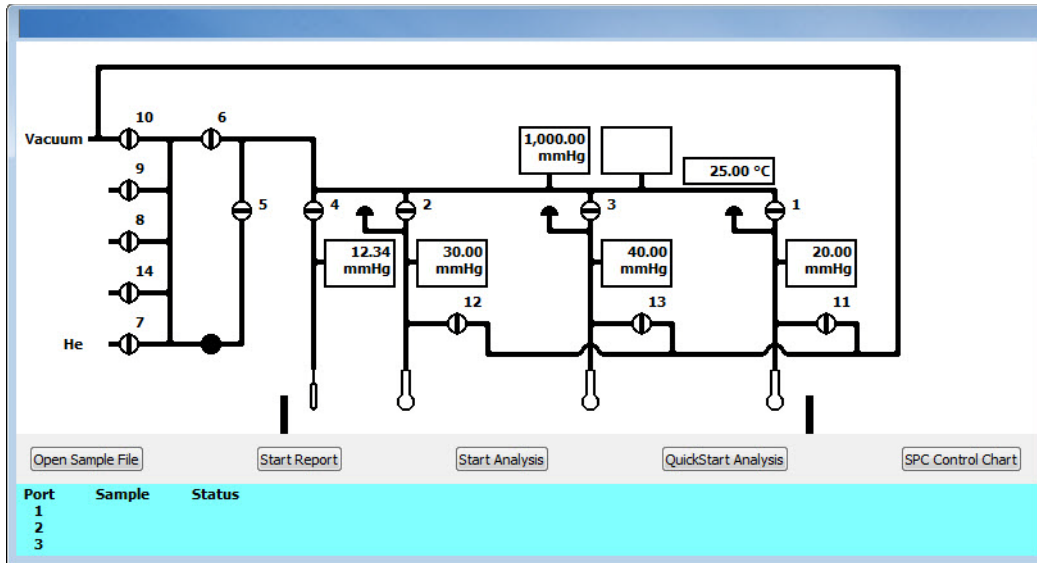 10
6
Vacuum
1,000.00
mmHg
9
25.00 °C
5
4
2
3
1
8
12.34
mmHg
30.00
mmHg
40.00
mmHg
20.00
mmHg
14
12
13
11
7
He
Open Sample File
Start Report
Start Analysis
QuickStart Analysis
SPC Control Chart
Port Sample Status
1
2
3